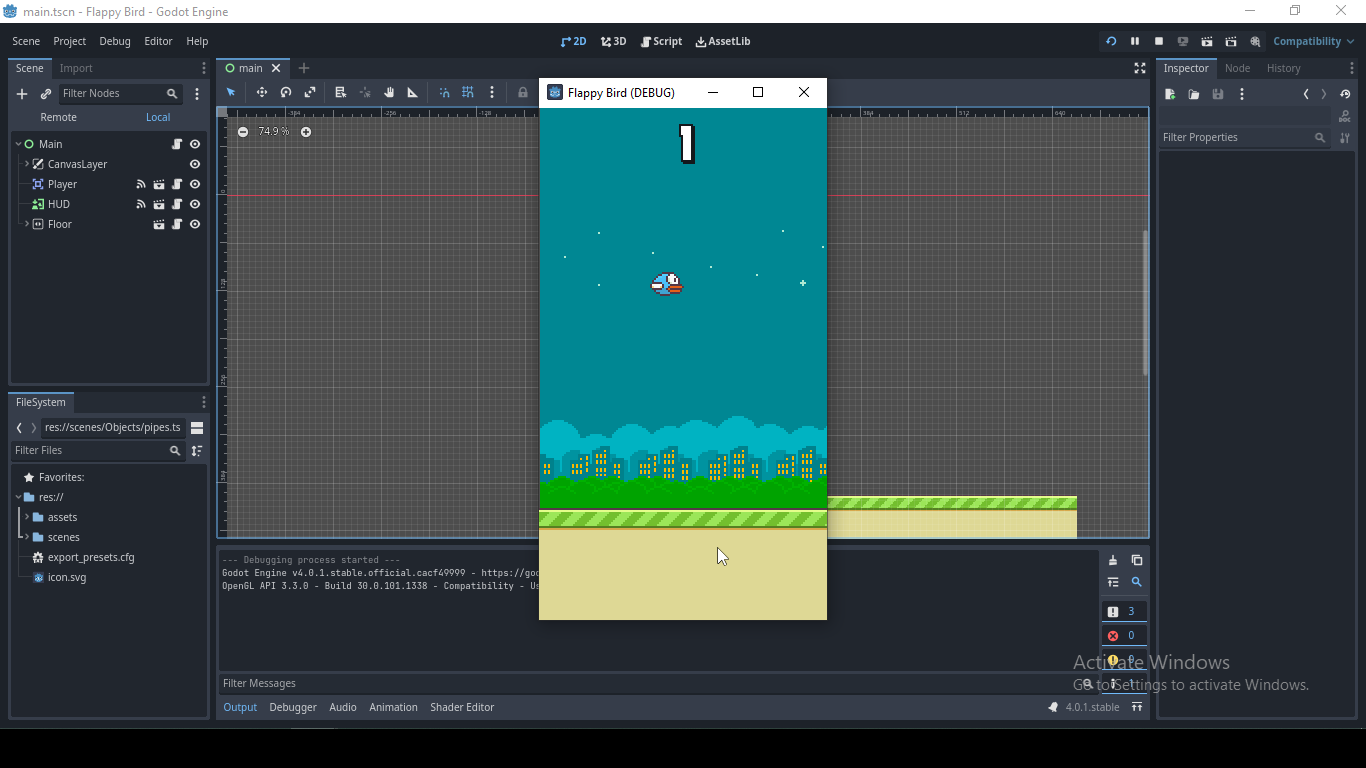 main.tscn - Flappy Bird - Godot Engine
Scene Project Debug Editor Help
2D 3D Script AssetLib
Compatibility
Scene Import
main
Inspector Node History
Filter Nodes
Remote Local
Main
CanvasLayer
Player
HUD
Floor
74.9 %
Flappy Bird (DEBUG)
1
Filter Properties
FileSystem
res://scenes/Objects/pipes.ts
Filter Files
Favorites:
res://
assets
scenes
export_presets.cfg
icon.svg
--- Debugging process started ---
Godot Engine v4.0.1.stable.official.cacf49999 - https://go
OpenGL API 3.3.0 - Build 30.0.101.1338 - Compatibility - Us
3
0
Filter Messages
Output Debugger Audio Animation Shader Editor
4.0.1.stable
Activate Windows
Go to Settings to activate Windows.